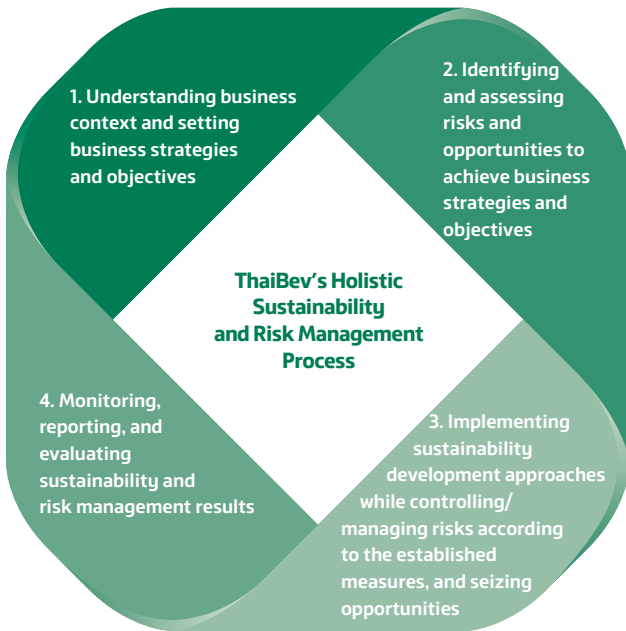 1. Understanding business
context and setting
business strategies
and objectives
2. Identifying
and assessing
risks and
opportunities to
achieve business
strategies and
objectives
ThaiBev's Holistic
Sustainability
and Risk Management
Process
3. Implementing
sustainability
development approaches
while controlling/
managing risks according
to the established
measures, and seizing
opportunities
4. Monitoring,
reporting, and
evaluating
sustainability and
risk management results